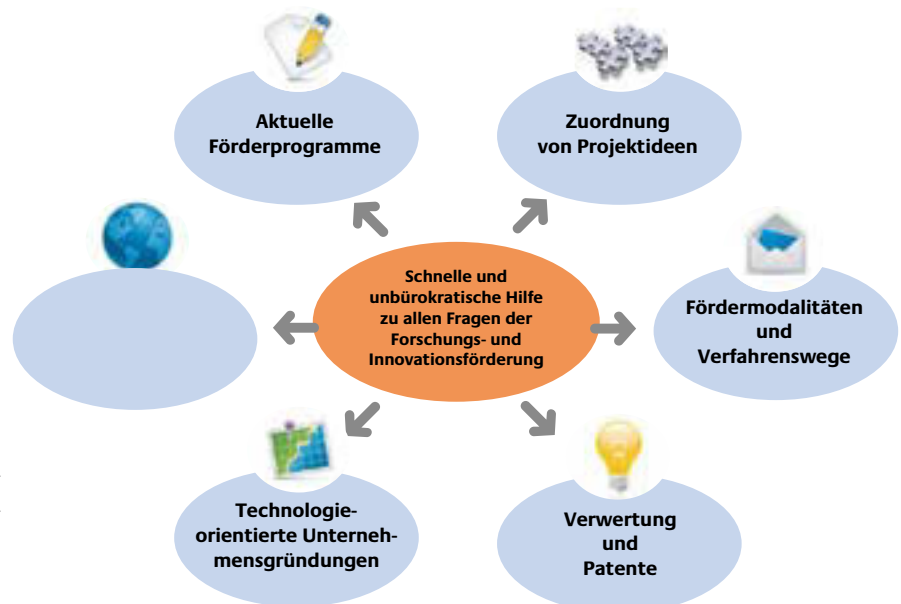 Aktuelle
Förderprogramme
Zuordnung
von Projektideen
Schnelle und
unbürokratische Hilfe
zu allen Fragen der
Forschungs- und
Innovationsförderung
Fördermodalitäten
und
Verfahrenswege
Technologie-
orientierte Unterneh-
mensgründungen
Verwertung
und
Patente